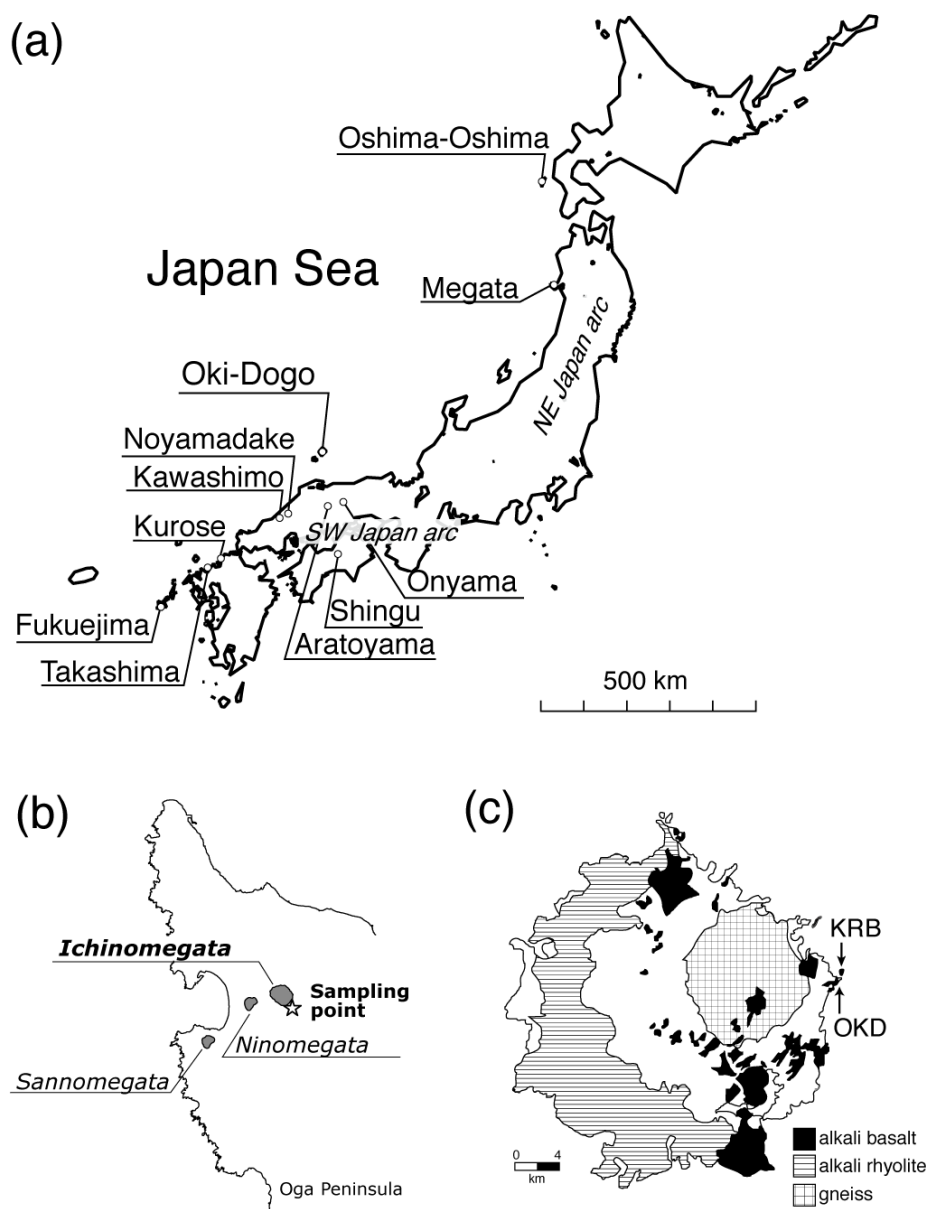 (a)
Oshima-Oshima
Japan Sea
Megata
NE Japan arc
Oki-Dogo
Noyamadake
Kawashimo
Kurose
SW Japan arc
Onyama
Fukuejima
Shingu
Takashima
Aratoyama
500 km
(b)
Ichinomegata
Sampling
point
Ninomegata
Sannomegata
Oga Peninsula
(c)
KRB
OKD
alkali basalt
alkali rhyolite
gneiss
0 4
km